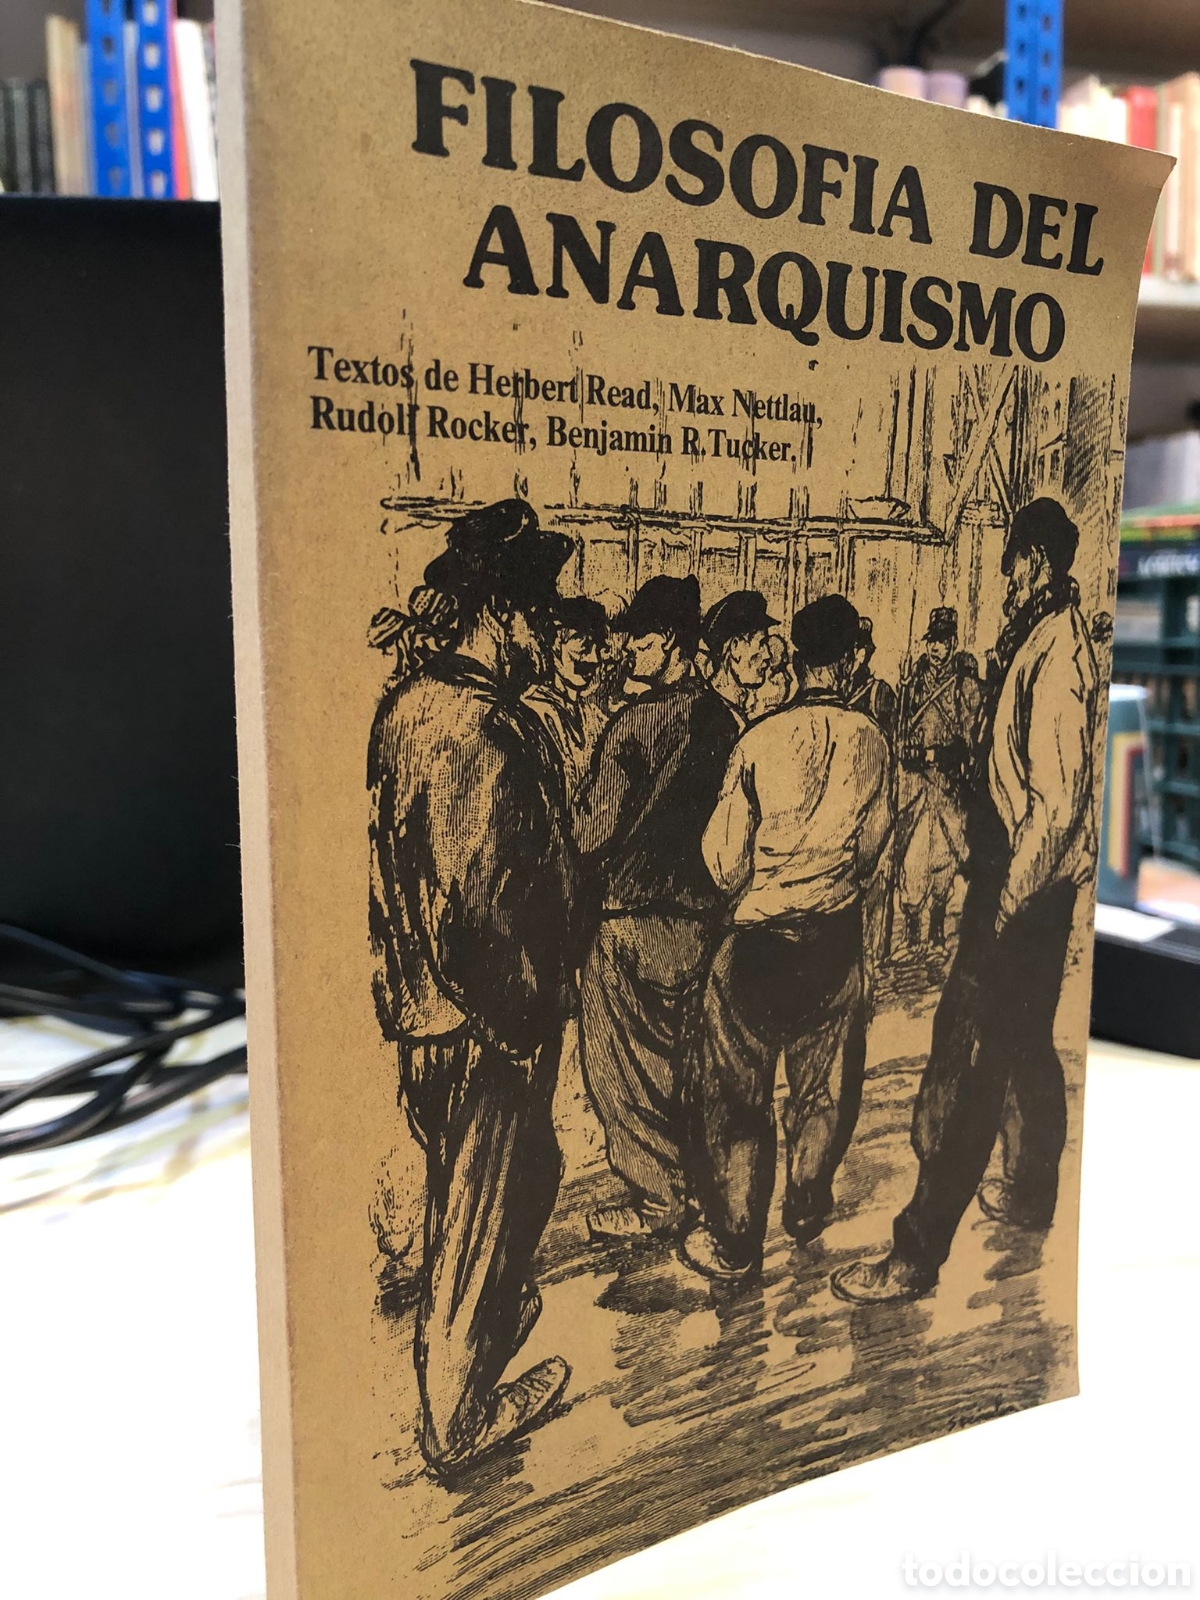 FILOSOFIA DEL
ANARQUISMO
Textos de Herbert Read, Max Nettlau,
Rudolf Rocker, Benjamin R. Tucker.
todocoleccion